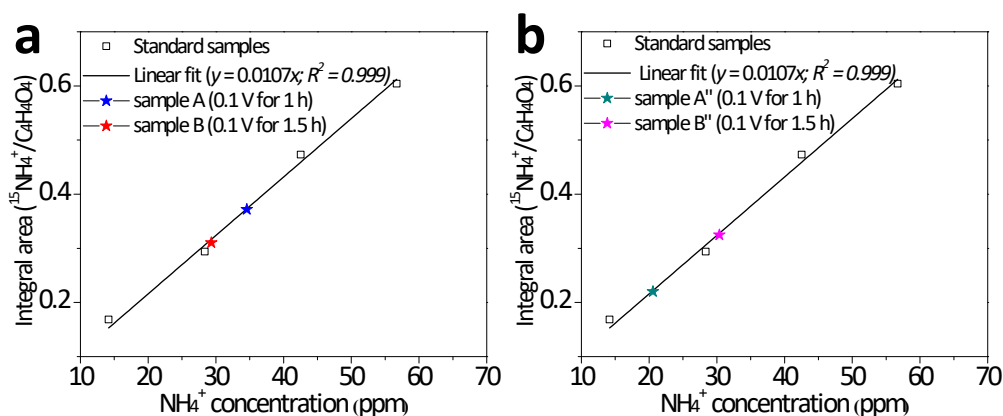 a
Standard samples
Linear fit (y = 0.0107x; R² = 0.999)
sample A (0.1 V for 1 h)
sample B (0.1 V for 1.5 h)
Integral area (¹⁵NH₄⁺/C₄H₄O₄)
0.6
0.4
0.2
10 20 30 40 50 60 70
NH₄⁺ concentration (ppm)
b
Standard samples
Linear fit (y = 0.0107x; R² = 0.999)
sample A" (0.1 V for 1 h)
sample B" (0.1 V for 1.5 h)
Integral area (¹⁵NH₄⁺/C₄H₄O₄)
0.6
0.4
0.2
10 20 30 40 50 60 70
NH₄⁺ concentration (ppm)